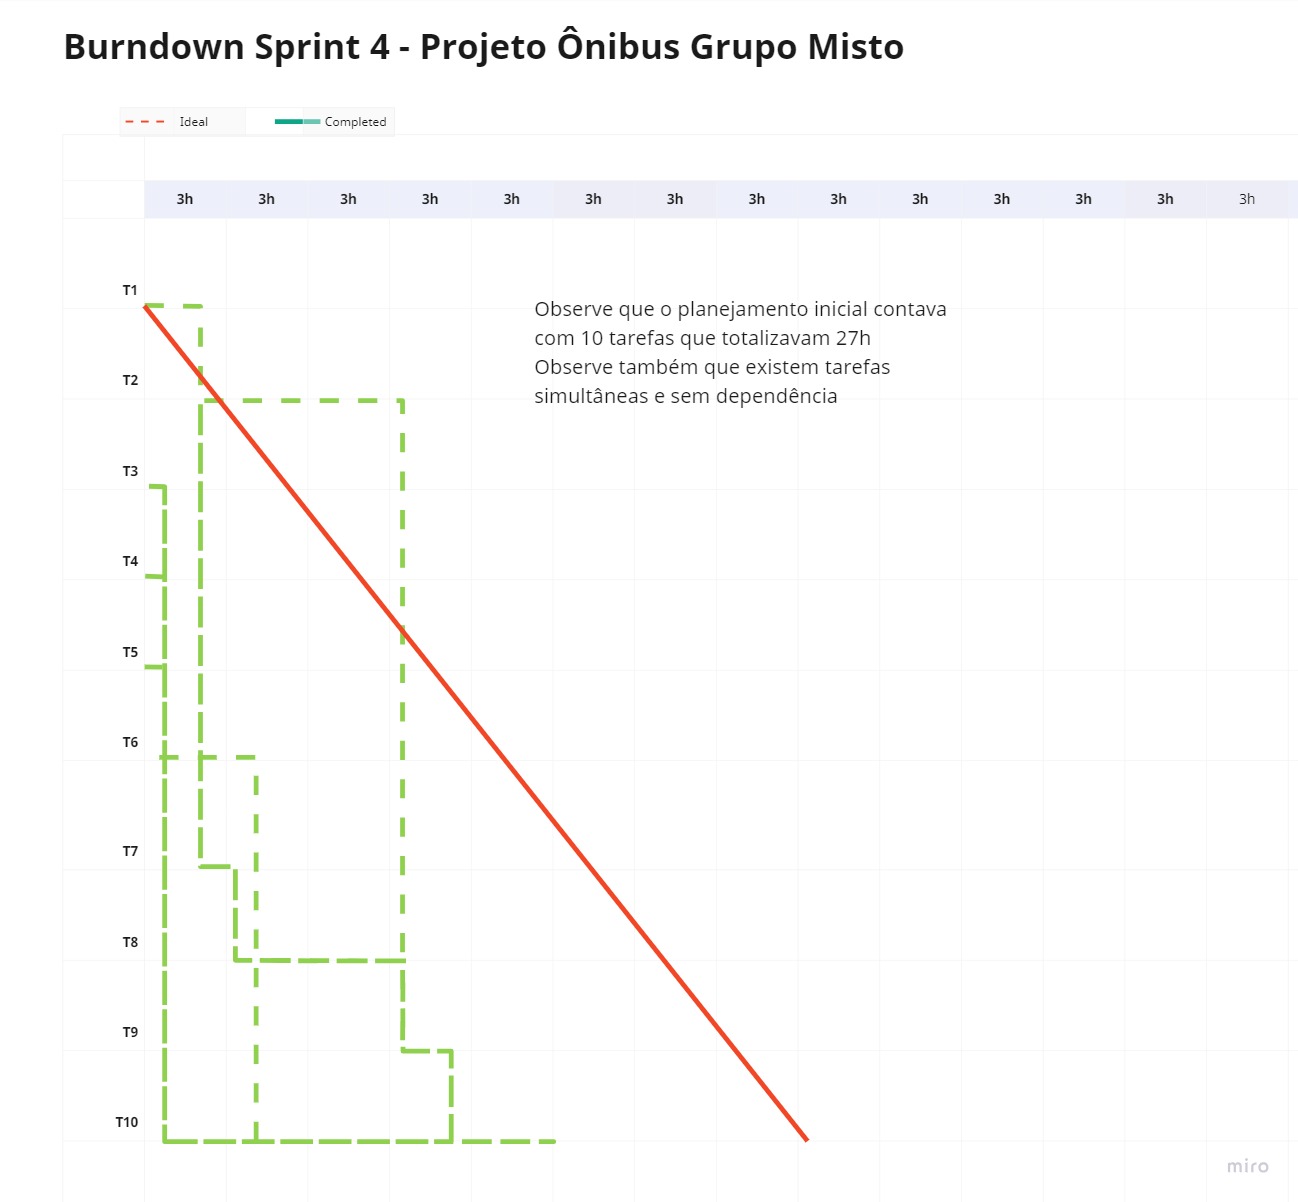 Burndown Sprint 4 - Projeto Ônibus Grupo Misto
Ideal Completed
3h 3h 3h 3h 3h 3h 3h 3h 3h 3h 3h 3h 3h 3h
T1
Observe que o planejamento inicial contava
com 10 tarefas que totalizavam 27h
Observe também que existem tarefas
simultâneas e sem dependência
T2
T3
T4
T5
T6
T7
T8
T9
T10
miro